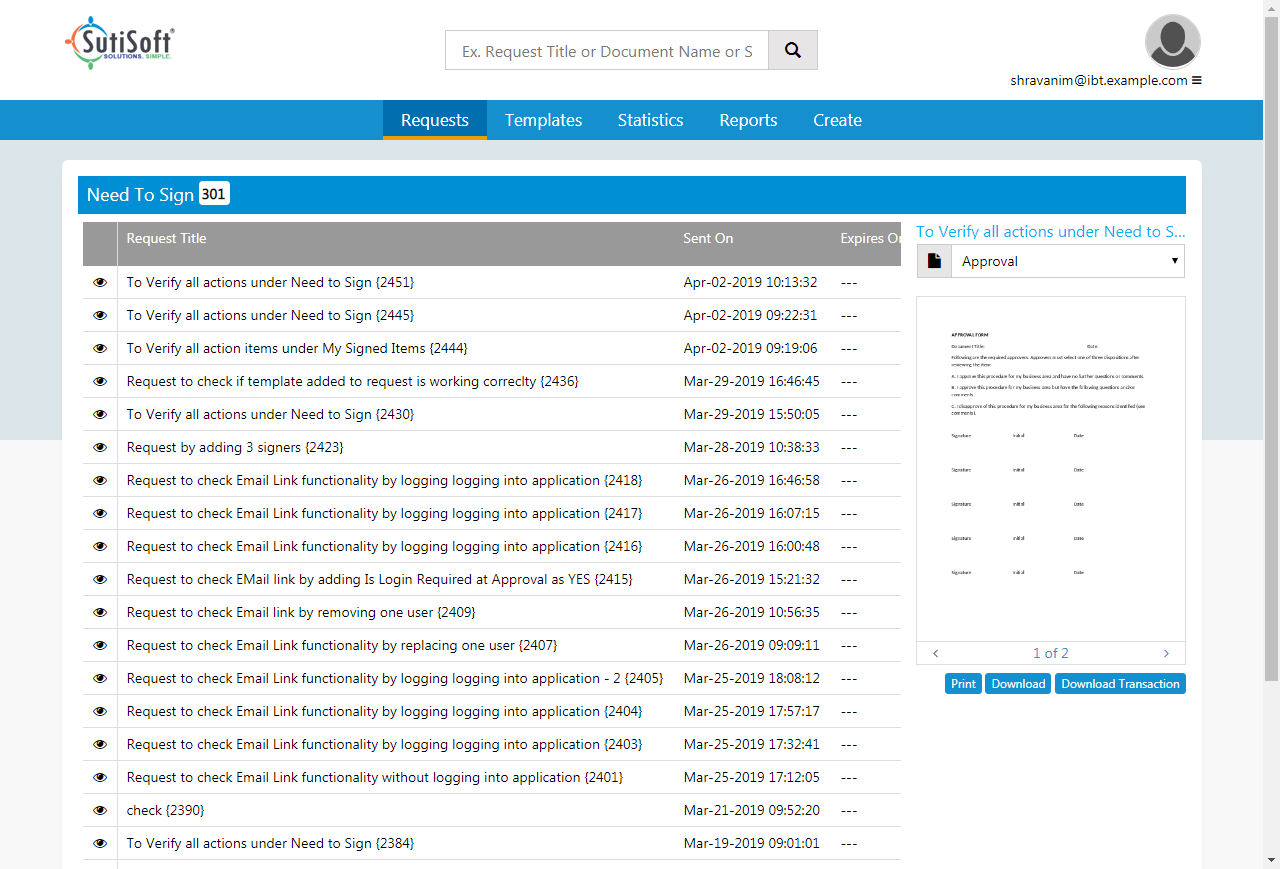 SutiSoft®
SOLUTIONS. SIMPLE.
Ex. Request Title or Document Name or S
shravanim@ibt.example.com
Requests Templates Statistics Reports Create
Need To Sign 301
Request Title Sent On Expires On
To Verify all actions under Need to Sign {2451} Apr-02-2019 10:13:32 ---
To Verify all actions under Need to Sign {2445} Apr-02-2019 09:22:31 ---
To Verify all action items under My Signed Items {2444} Apr-02-2019 09:19:06 ---
Request to check if template added to request is working correclty {2436} Mar-29-2019 16:46:45 ---
To Verify all actions under Need to Sign {2430} Mar-29-2019 15:50:05 ---
Request by adding 3 signers {2423} Mar-28-2019 10:38:33 ---
Request to check Email Link functionality by logging logging into application {2418} Mar-26-2019 16:46:58 ---
Request to check Email Link functionality by logging logging into application {2417} Mar-26-2019 16:07:15 ---
Request to check Email Link functionality by logging logging into application {2416} Mar-26-2019 16:00:48 ---
Request to check EMail link by adding Is Login Required at Approval as YES {2415} Mar-26-2019 15:21:32 ---
Request to check Email link by removing one user {2409} Mar-26-2019 10:56:35 ---
Request to check Email Link functionality by replacing one user {2407} Mar-26-2019 09:09:11 ---
Request to check Email Link functionality by logging logging into application - 2 {2405} Mar-25-2019 18:08:12 ---
Request to check Email Link functionality by logging logging into application {2404} Mar-25-2019 17:57:17 ---
Request to check Email Link functionality by logging logging into application {2403} Mar-25-2019 17:32:41 ---
Request to check Email Link functionality without logging into application {2401} Mar-25-2019 17:12:05 ---
check {2390} Mar-21-2019 09:52:20 ---
To Verify all actions under Need to Sign {2384} Mar-19-2019 09:01:01 ---
To Verify all actions under Need to S...
Approval
APPROVAL FORM
Document Title: Date:
Following are the required approvers. Approvers must select one of three dispositions after
reviewing the item:
A. I approve this procedure for my business area and have no further questions or comments.
B. I approve this procedure for my business area but have the following questions and/or
comments.
C. I disapprove of this procedure for my business area for the following reasons identified (see
comments).
Signature Initial Date
Signature Initial Date
Signature Initial Date
Signature Initial Date
Signature Initial Date
1 of 2
Print Download Download Transaction